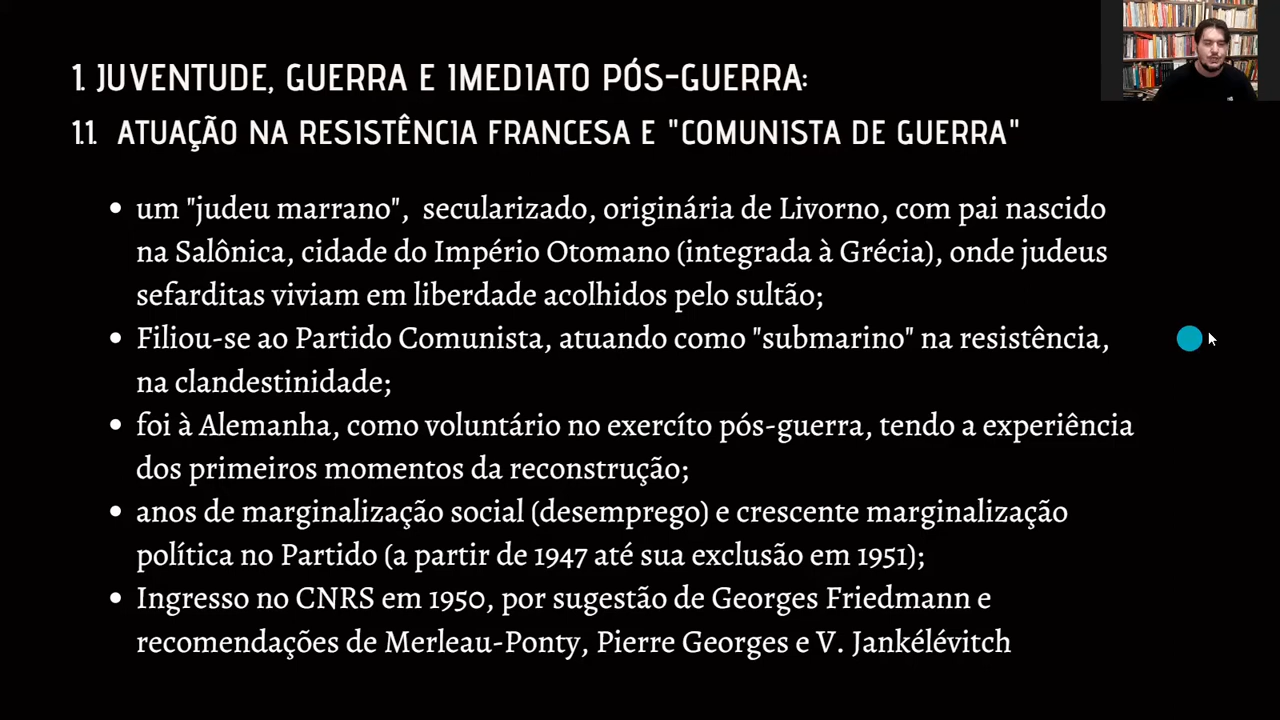 1. JUVENTUDE, GUERRA E IMEDIATO PÓS-GUERRA:
1.1. ATUAÇÃO NA RESISTÊNCIA FRANCESA E "COMUNISTA DE GUERRA"
• um "judeu marrano", secularizado, originária de Livorno, com pai nascido
na Salônica, cidade do Império Otomano (integrada à Grécia), onde judeus
sefarditas viviam em liberdade acolhidos pelo sultão;
• Filiou-se ao Partido Comunista, atuando como "submarino" na resistência,
na clandestinidade;
• foi à Alemanha, como voluntário no exercíto pós-guerra, tendo a experiência
dos primeiros momentos da reconstrução;
• anos de marginalização social (desemprego) e crescente marginalização
política no Partido (a partir de 1947 até sua exclusão em 1951);
• Ingresso no CNRS em 1950, por sugestão de Georges Friedmann e
recomendações de Merleau-Ponty, Pierre Georges e V. Jankélévitch